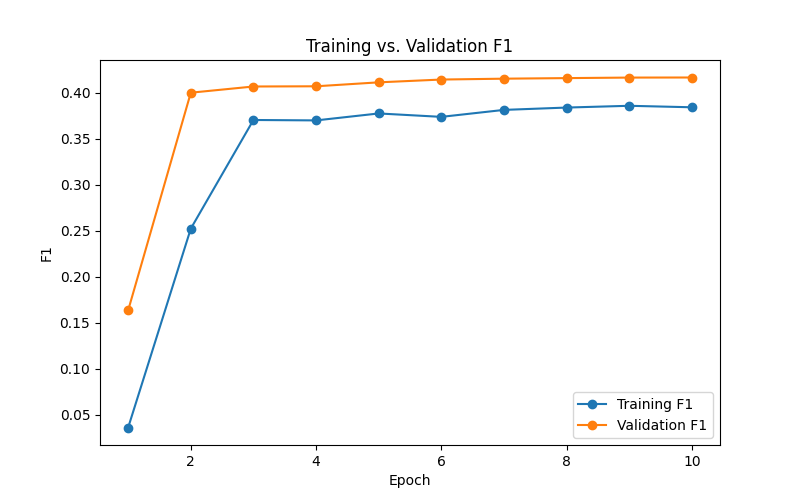 Training vs. Validation F1
0.40
0.35
0.30
0.25
0.20
0.15
0.10
0.05
F1
2 4 6 8 10
Epoch
Training F1
Validation F1